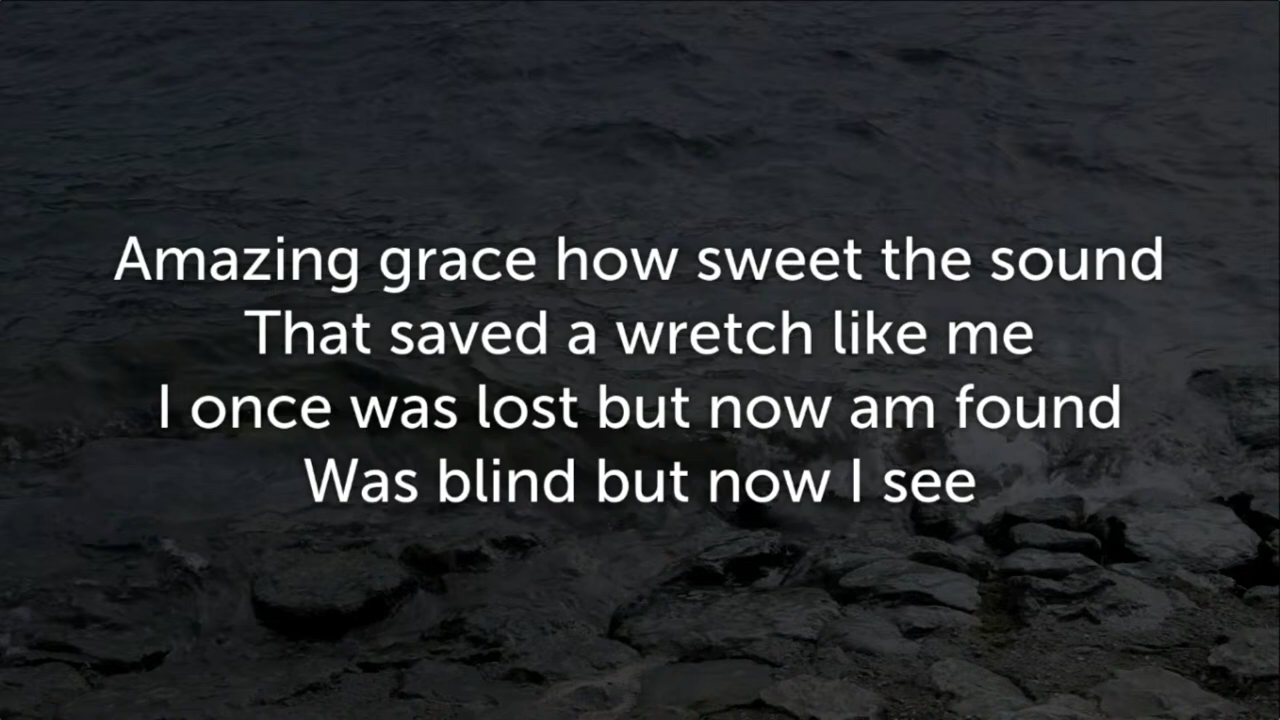 Amazing grace how sweet the sound
That saved a wretch like me
I once was lost but now am found
Was blind but now I see